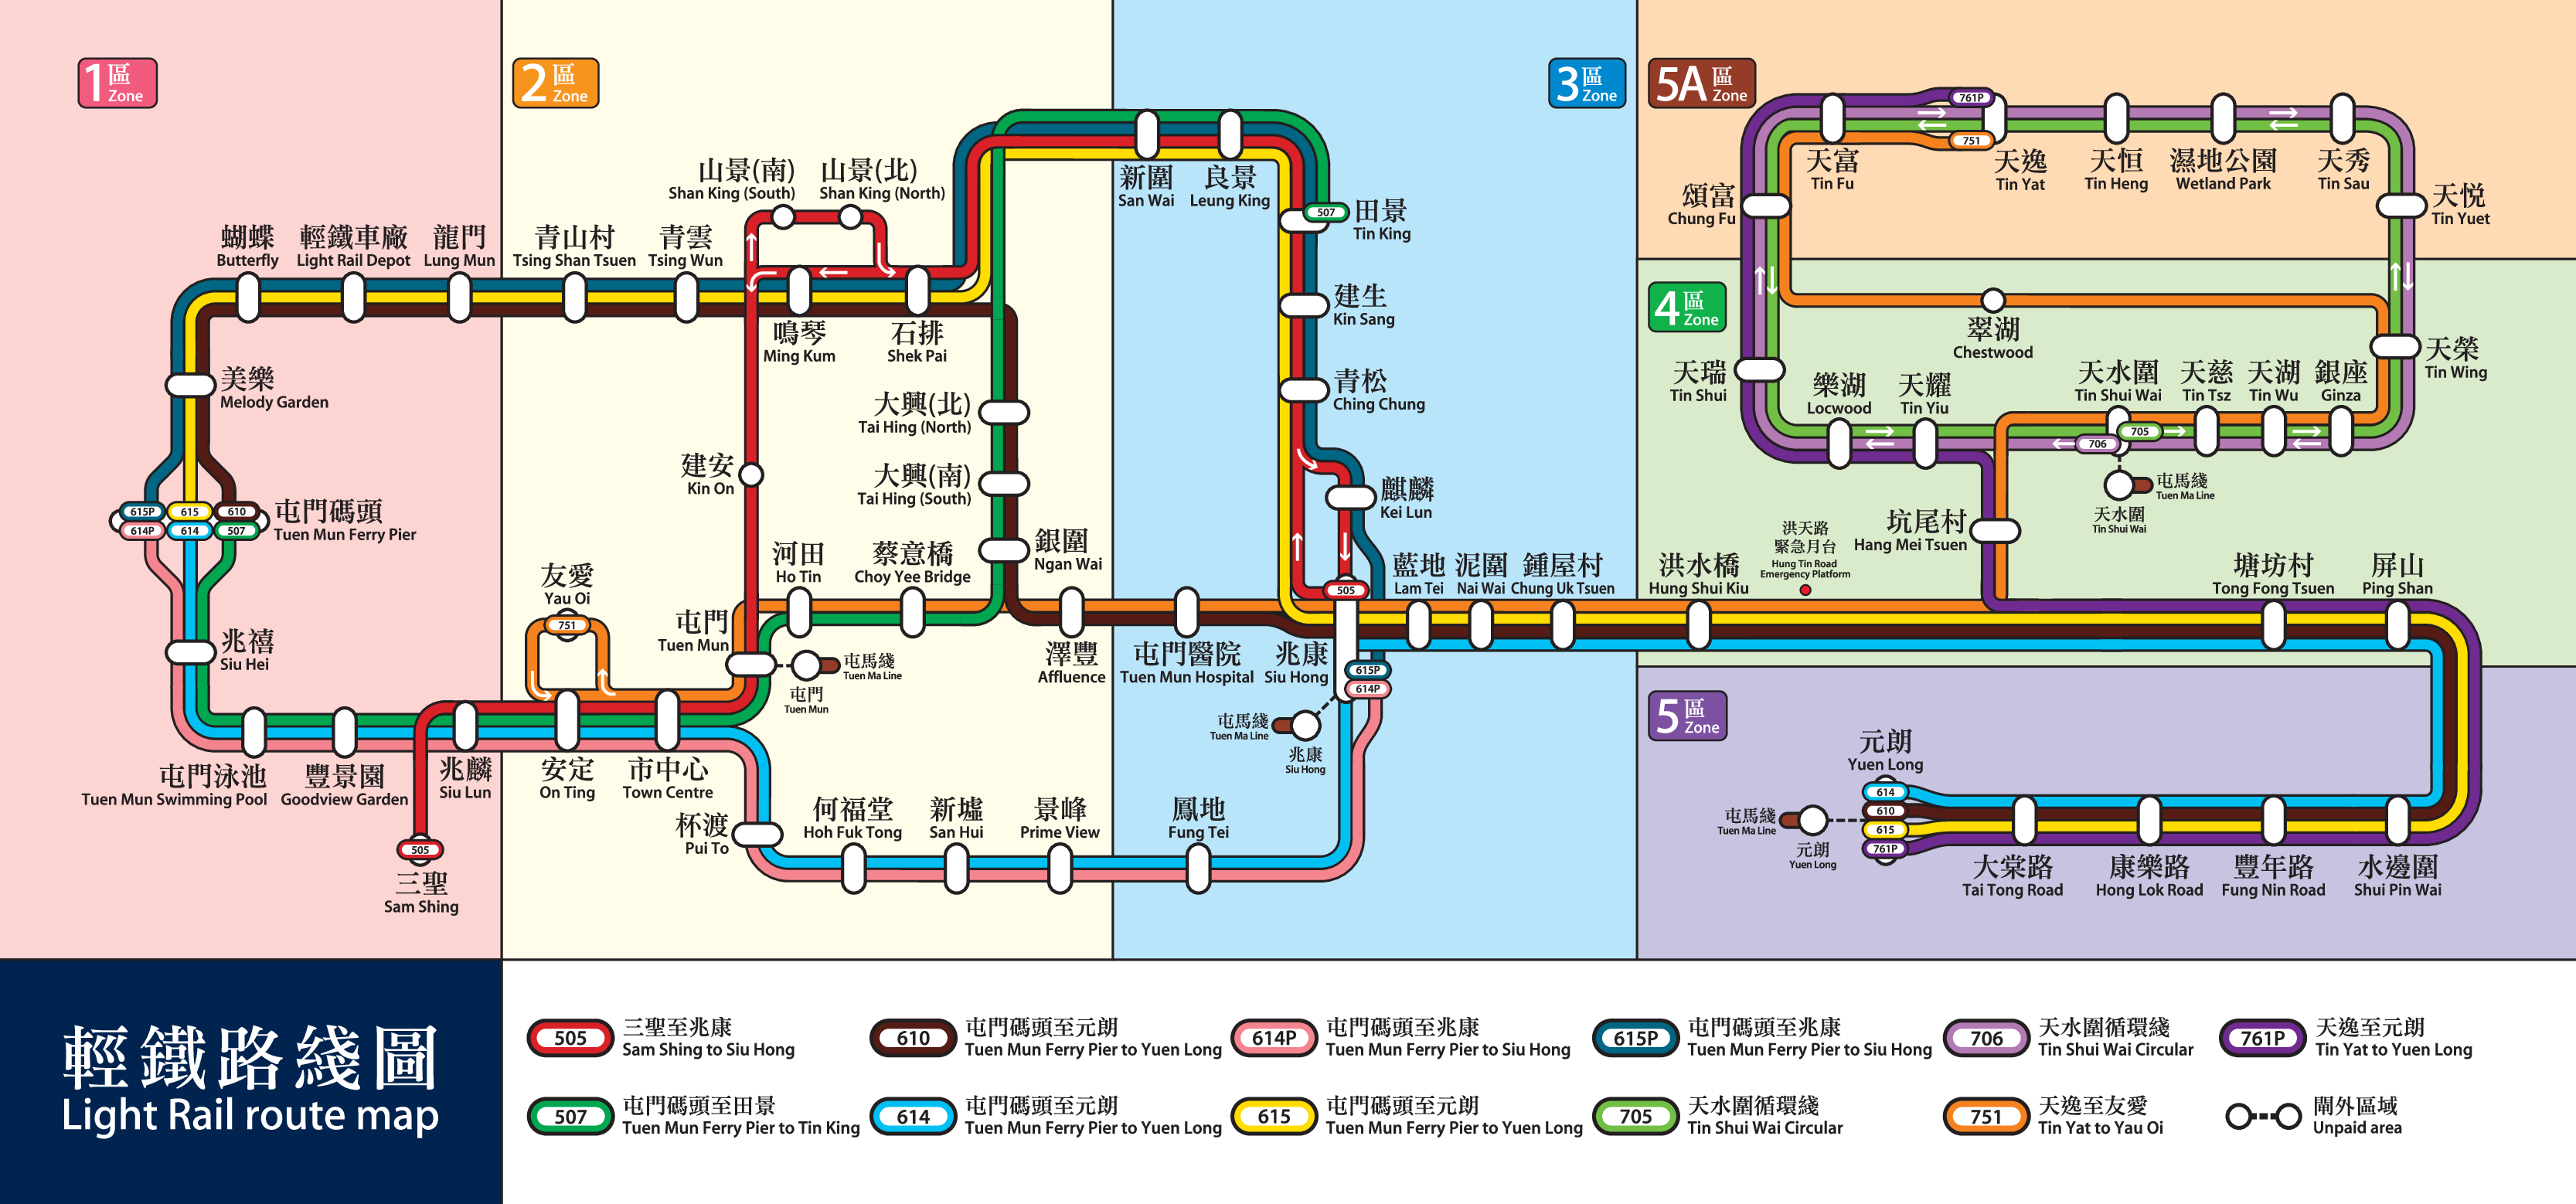 1 區
Zone
2 區
Zone
3 區
Zone
5A 區
Zone
4 區
Zone
5 區
Zone
蝴蝶
Butterfly
輕鐵車廠
Light Rail Depot
龍門
Lung Mun
青山村
Tsing Shan Tsuen
青雲
Tsing Wun
山景(南)
Shan King (South)
山景(北)
Shan King (North)
鳴琴
Ming Kum
石排
Shek Pai
新圍
San Wai
良景
Leung King
507
田景
Tin King
建生
Kin Sang
青松
Ching Chung
麒麟
Kei Lun
美樂
Melody Garden
615P
615
610
614P
614
507
屯門碼頭
Tuen Mun Ferry Pier
兆禧
Siu Hei
屯門泳池
Tuen Mun Swimming Pool
豐景園
Goodview Garden
兆麟
Siu Lun
505
三聖
Sam Shing
友愛
Yau Oi
751
安定
On Ting
市中心
Town Centre
屯門
Tuen Mun
屯馬綫
Tuen Ma Line
屯門
Tuen Mun
建安
Kin On
大興(北)
Tai Hing (North)
大興(南)
Tai Hing (South)
銀圍
Ngan Wai
河田
Ho Tin
蔡意橋
Choy Yee Bridge
澤豐
Affluence
屯門醫院
Tuen Mun Hospital
兆康
Siu Hong
505
615P
614P
屯馬綫
Tuen Ma Line
兆康
Siu Hong
杯渡
Pui To
何福堂
Hoh Fuk Tong
新墟
San Hui
景峰
Prime View
鳳地
Fung Tei
藍地
Lam Tei
泥圍
Nai Wai
鍾屋村
Chung Uk Tsuen
洪水橋
Hung Shui Kiu
洪天路
緊急月台
Hung Tin Road
Emergency Platform
坑尾村
Hang Mei Tsuen
塘坊村
Tong Fong Tsuen
屏山
Ping Shan
761P
751
天富
Tin Fu
天逸
Tin Yat
天恒
Tin Heng
濕地公園
Wetland Park
天秀
Tin Sau
頌富
Chung Fu
天悅
Tin Yuet
翠湖
Chestwood
天瑞
Tin Shui
樂湖
Locwood
天耀
Tin Yiu
天水圍
Tin Shui Wai
天慈
Tin Tsz
天湖
Tin Wu
銀座
Ginza
天榮
Tin Wing
705
706
屯馬綫
Tuen Ma Line
天水圍
Tin Shui Wai
元朗
Yuen Long
614
610
615
761P
屯馬綫
Tuen Ma Line
元朗
Yuen Long
大棠路
Tai Tong Road
康樂路
Hong Lok Road
豐年路
Fung Nin Road
水邊圍
Shui Pin Wai
輕鐵路綫圖
Light Rail route map
505
三聖至兆康
Sam Shing to Siu Hong
610
屯門碼頭至元朗
Tuen Mun Ferry Pier to Yuen Long
614P
屯門碼頭至兆康
Tuen Mun Ferry Pier to Siu Hong
615P
屯門碼頭至兆康
Tuen Mun Ferry Pier to Siu Hong
706
天水圍循環綫
Tin Shui Wai Circular
761P
天逸至元朗
Tin Yat to Yuen Long
507
屯門碼頭至田景
Tuen Mun Ferry Pier to Tin King
614
屯門碼頭至元朗
Tuen Mun Ferry Pier to Yuen Long
615
屯門碼頭至元朗
Tuen Mun Ferry Pier to Yuen Long
705
天水圍循環綫
Tin Shui Wai Circular
751
天逸至友愛
Tin Yat to Yau Oi
閘外區域
Unpaid area